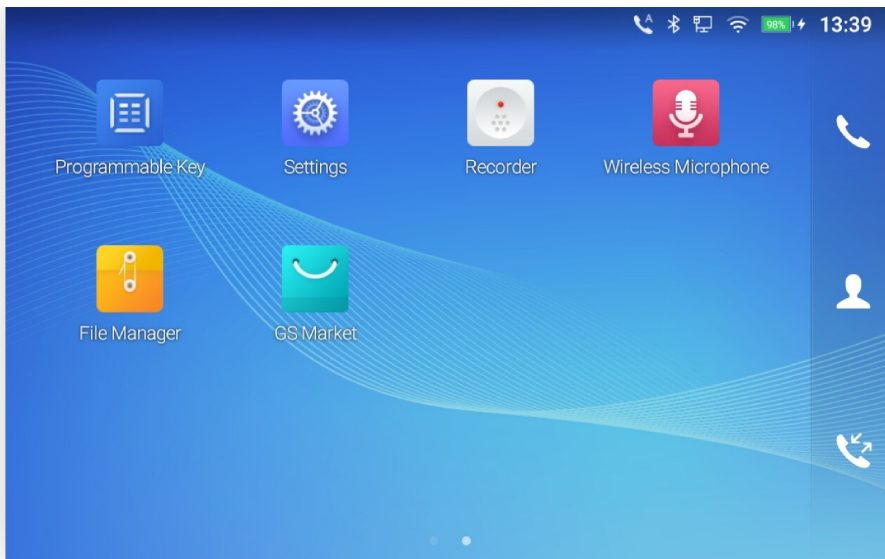 A
98%
13:39
Programmable Key
Settings
Recorder
Wireless Microphone
File Manager
GS Market